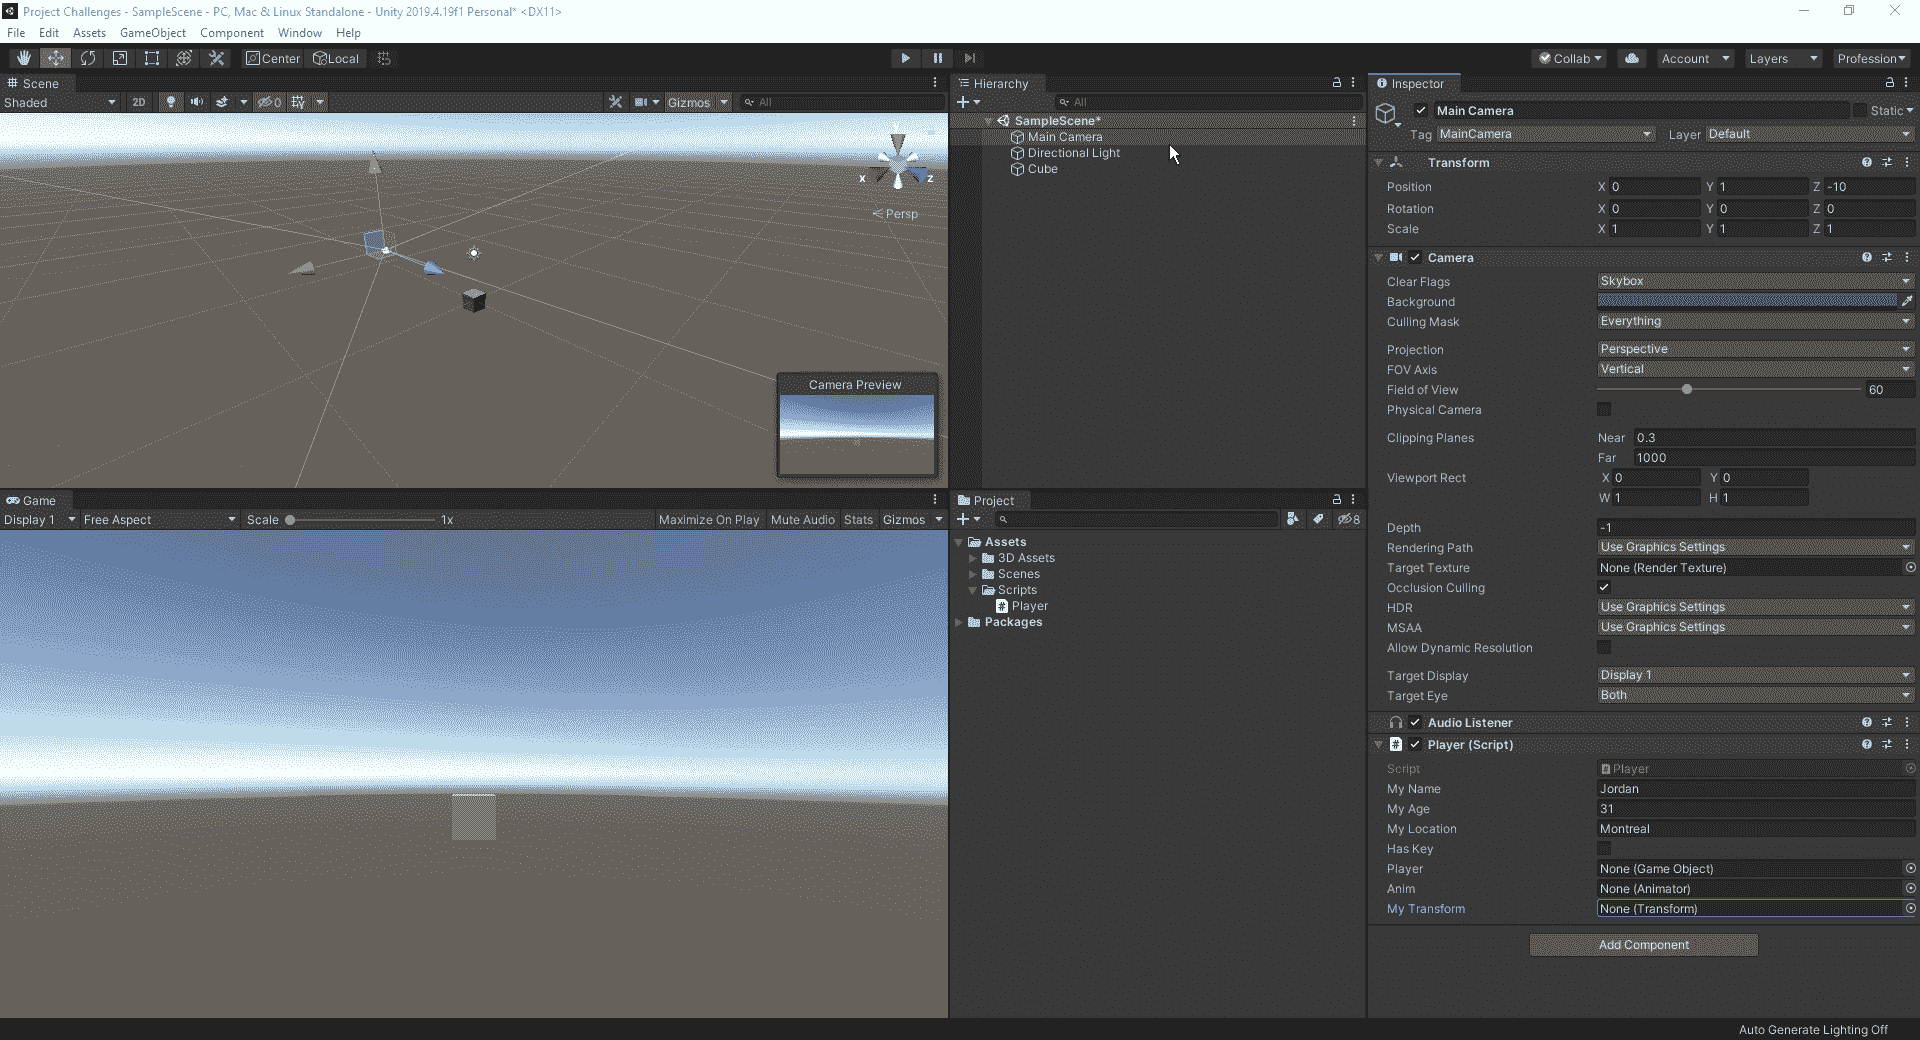 Project Challenges - SampleScene - PC, Mac & Linux Standalone - Unity 2019.4.19f1 Personal* <DX11>
File Edit Assets GameObject Component Window Help
Center Local Collab Account Layers Profession
Scene
Shaded 2D 0 Gizmos All
y
x z
Persp
Camera Preview
Game
Display 1 Free Aspect Scale 1x Maximize On Play Mute Audio Stats Gizmos
Hierarchy
All
SampleScene*
Main Camera
Directional Light
Cube
Project
8
Assets
3D Assets
Scenes
Scripts
# Player
Packages
Inspector
Main Camera Static
Tag MainCamera Layer Default
Transform
Position X 0 Y 1 Z -10
Rotation X 0 Y 0 Z 0
Scale X 1 Y 1 Z 1
Camera
Clear Flags Skybox
Background
Culling Mask Everything
Projection Perspective
FOV Axis Vertical
Field of View 60
Physical Camera
Clipping Planes Near 0.3
Far 1000
Viewport Rect X 0 Y 0
W 1 H 1
Depth -1
Rendering Path Use Graphics Settings
Target Texture None (Render Texture)
Occlusion Culling
HDR Use Graphics Settings
MSAA Use Graphics Settings
Allow Dynamic Resolution
Target Display Display 1
Target Eye Both
Audio Listener
# Player (Script)
Script Player
My Name Jordan
My Age 31
My Location Montreal
Has Key
Player None (Game Object)
Anim None (Animator)
My Transform None (Transform)
Add Component
Auto Generate Lighting Off